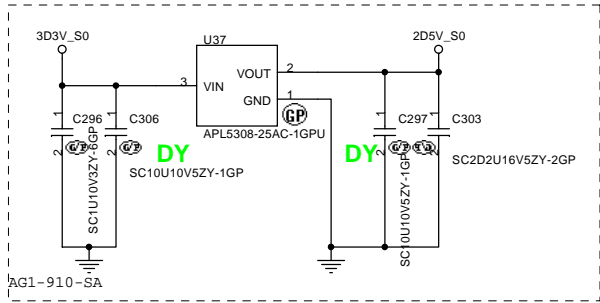 3D3V_S0
2D5V_S0
U37
VIN
VOUT
GND
3
2
1
GP
APL5308-25AC-1GPU
1
C296
2
SC1U10V3ZY-6GP
1
C306
2
DY
SC10U10V5ZY-1GP
1
C297
2
DY
SC10U10V5ZY-1GP
1
C303
2
SC2D2U16V5ZY-2GP
AG1-910-SA